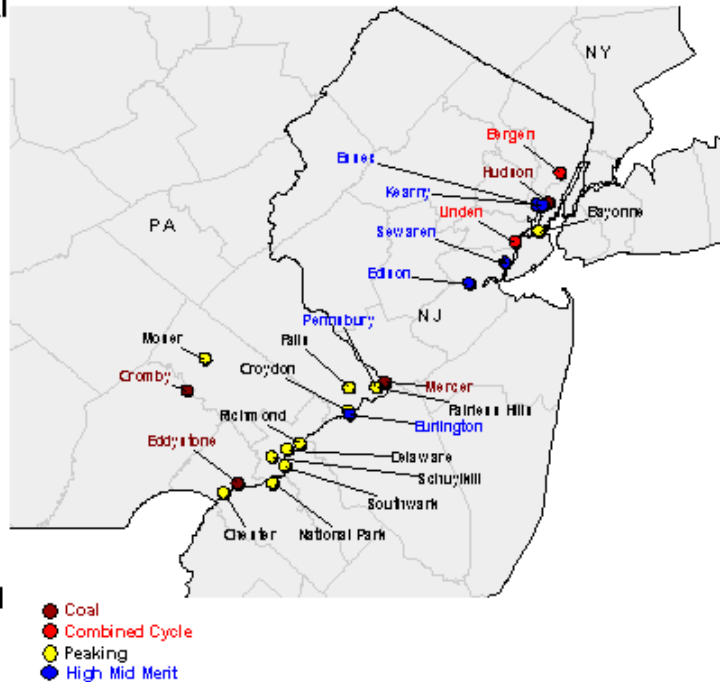 NY
Bergen
Essex
Hudson
Kearny
Linden
Bayonne
PA
Sewaren
Edison
NJ
Pennsbury
Moser
Falls
Croydon
Cromby
Mercer
Fairless Hills
Richmond
Burlington
Eddystone
Delaware
Schuylkill
Southwark
Chester
National Park
Coal
Combined Cycle
Peaking
High Mid Merit